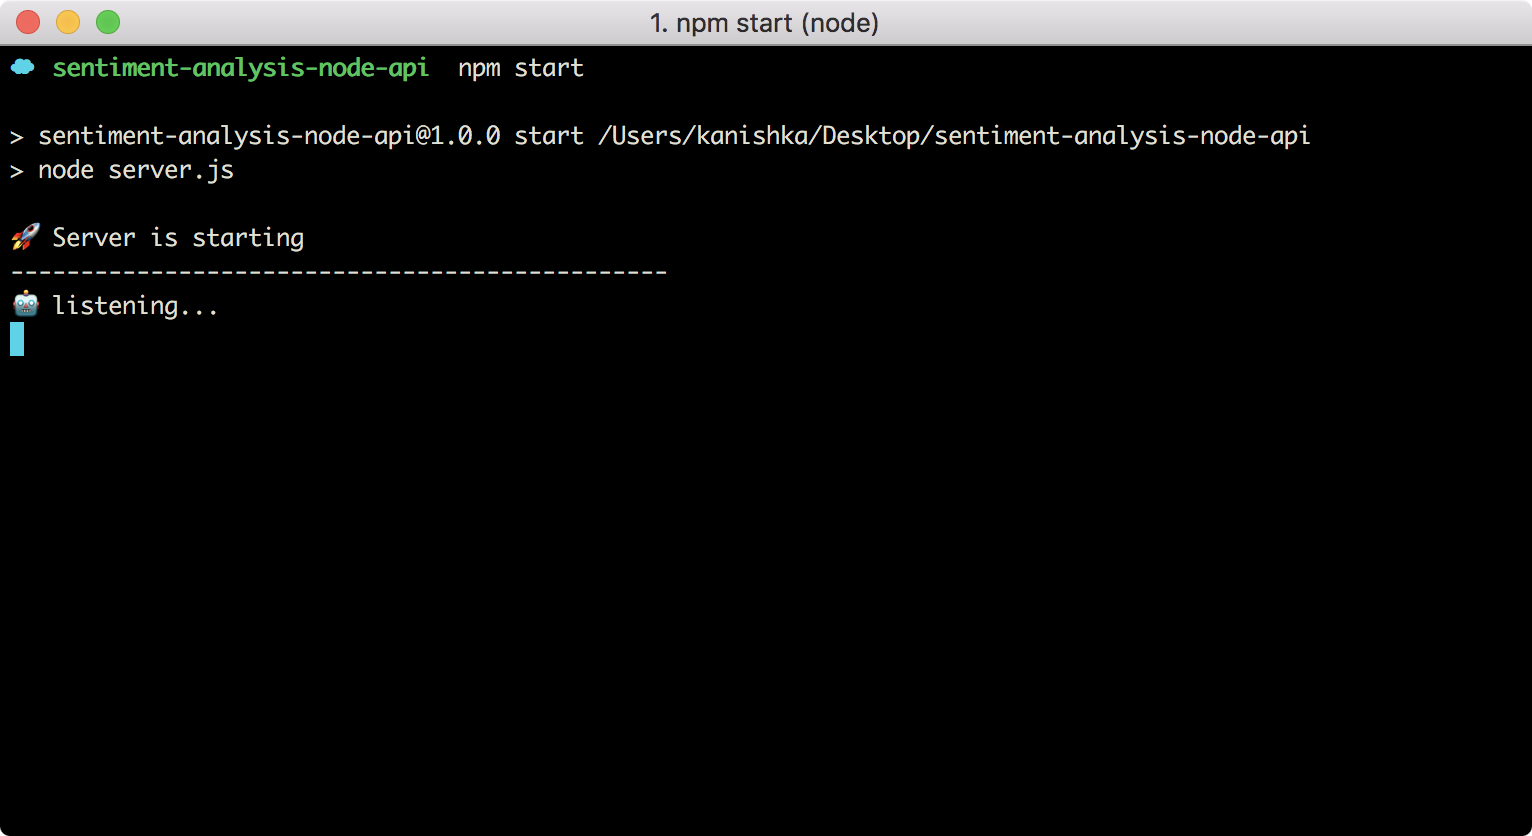 1. npm start (node)
☁ sentiment-analysis-node-api npm start
> sentiment-analysis-node-api@1.0.0 start /Users/kanishka/Desktop/sentiment-analysis-node-api
> node server.js
🚀 Server is starting
-----------------------------------------------
🤖 listening...